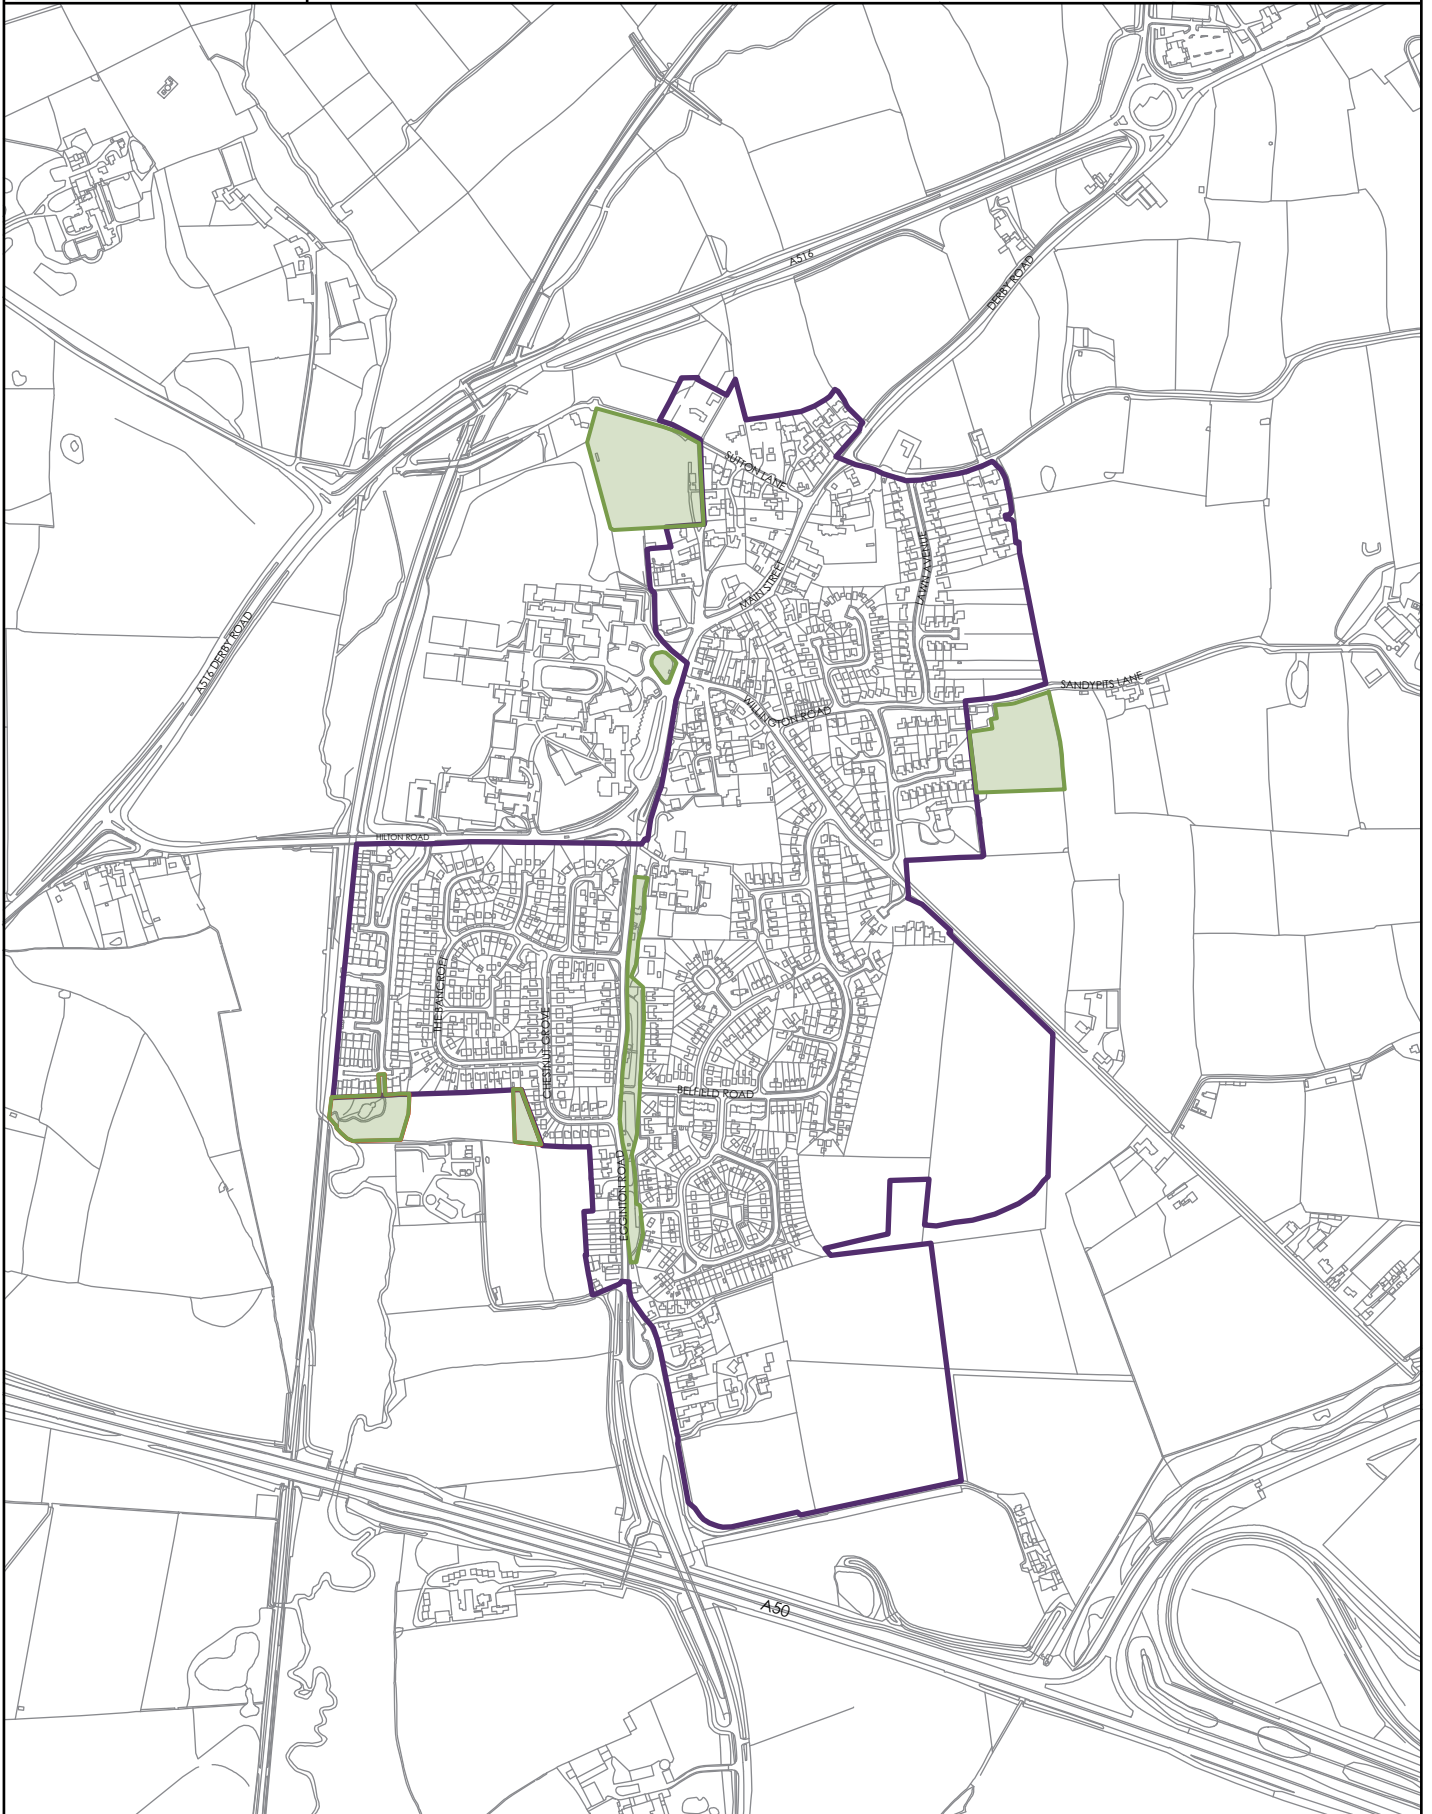 A516
DERBY ROAD
SUTTON LANE
LAWN AVENUE
MAIN STREET
A516 DERBY ROAD
SANDYPITS LANE
WILLINGTON ROAD
HILTON ROAD
THE BANCROFT
CHESTNUT GROVE
BELFIELD ROAD
EGGINTON ROAD
A50